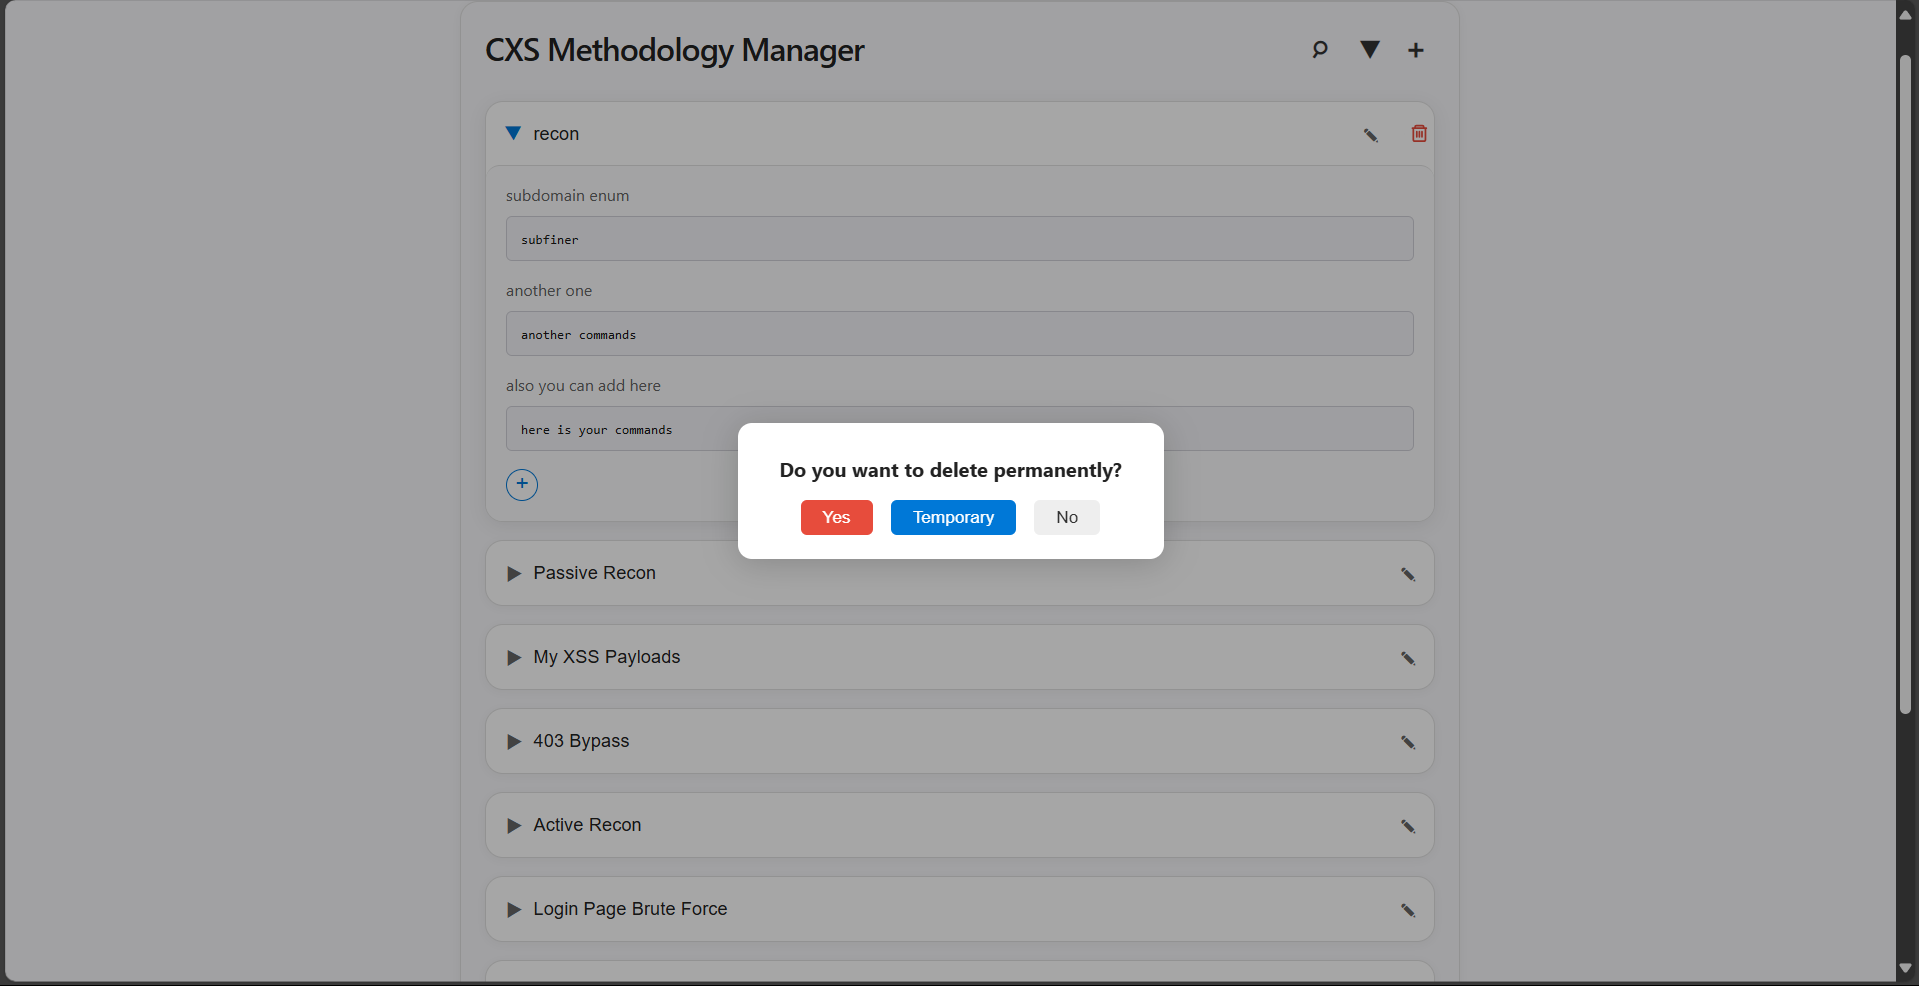 CXS Methodology Manager
recon
subdomain enum
subfiner
another one
another commands
also you can add here
here is your commands
Do you want to delete permanently?
Yes Temporary No
Passive Recon
My XSS Payloads
403 Bypass
Active Recon
Login Page Brute Force